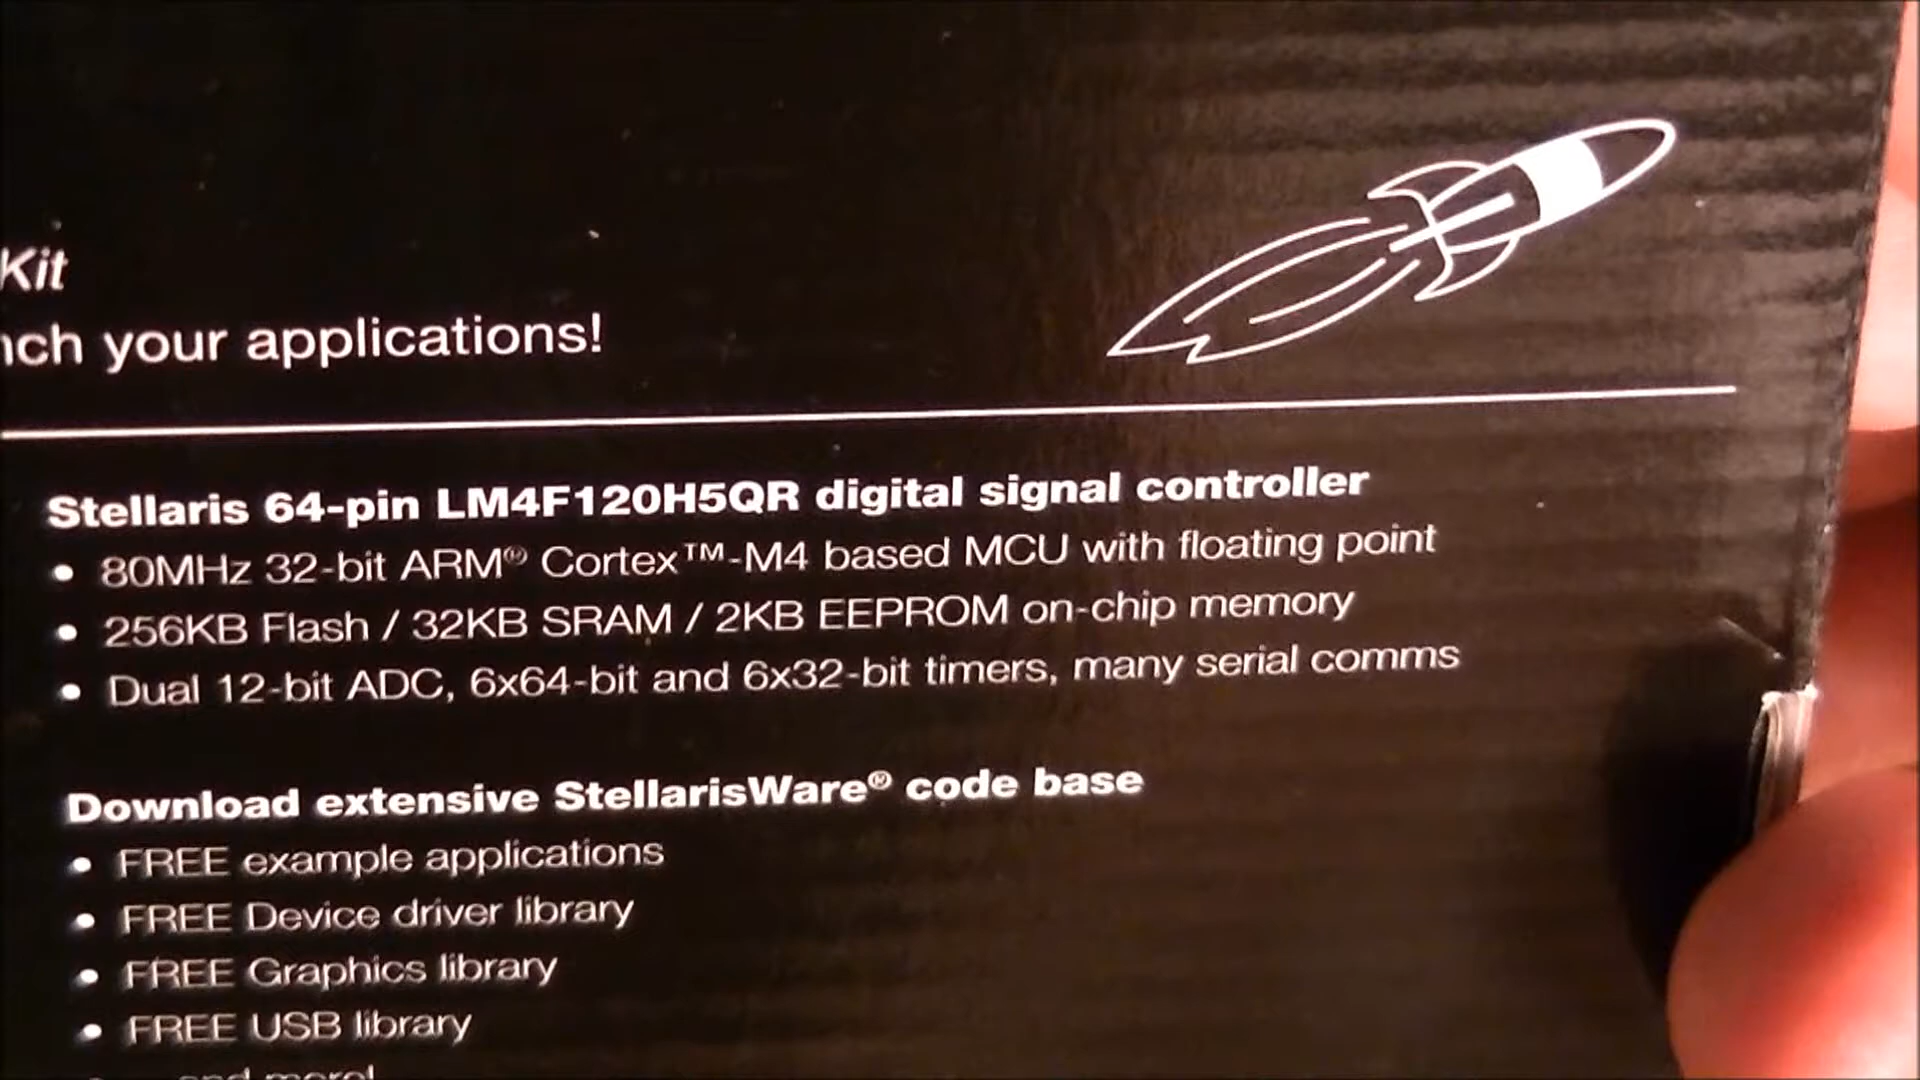 Kit
your applications!
Stellaris 64-pin LM4F120H5QR digital signal controller
• 80MHz 32-bit ARM® Cortex™-M4 based MCU with floating point
• 256KB Flash / 32KB SRAM / 2KB EEPROM on-chip memory
• Dual 12-bit ADC, 6x64-bit and 6x32-bit timers, many serial comms
Download extensive StellarisWare® code base
• FREE example applications
• FREE Device driver library
• FREE Graphics library
• FREE USB library
and more!